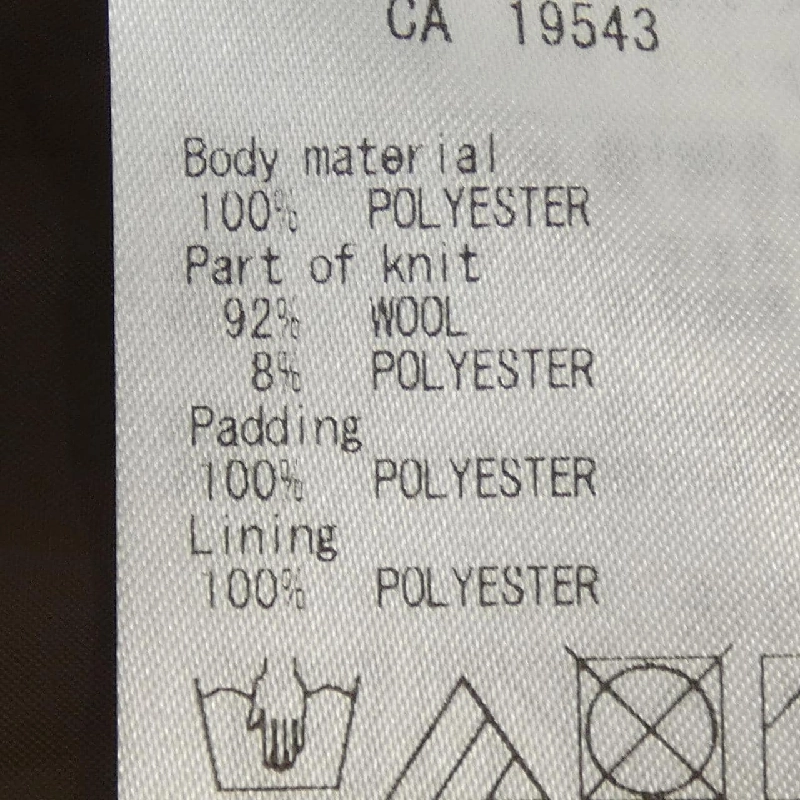 CA 19543
Body material
100% POLYESTER
Part of knit
92% WOOL
8% POLYESTER
Padding
100% POLYESTER
Lining
100% POLYESTER